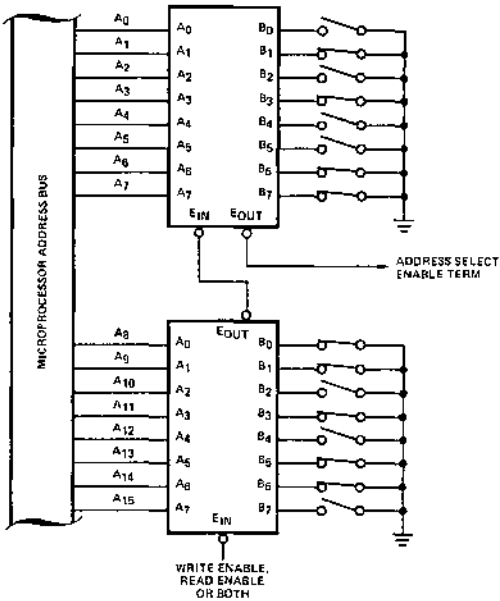 MICROPROCESSOR ADDRESS BUS
A0 A0 B0
A1 A1 B1
A2 A2 B2
A3 A3 B3
A4 A4 B4
A5 A5 B5
A6 A6 B6
A7 A7 B7
EIN EOUT
ADDRESS SELECT
ENABLE TERM
EOUT
A8 A0 B0
A9 A1 B1
A10 A2 B2
A11 A3 B3
A12 A4 B4
A13 A5 B5
A14 A6 B6
A15 A7 B7
EIN
WRITE ENABLE,
READ ENABLE
OR BOTH